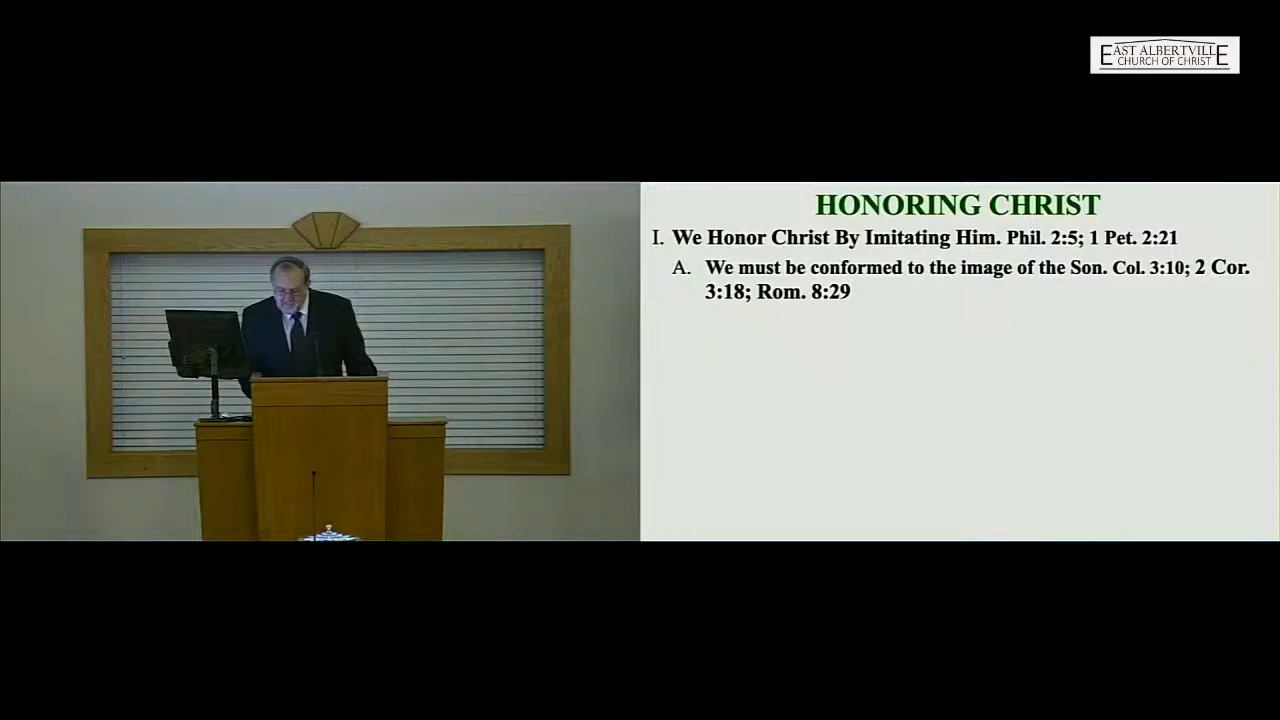 EAST ALBERTVILLE
CHURCH OF CHRIST
HONORING CHRIST
I. We Honor Christ By Imitating Him. Phil. 2:5; 1 Pet. 2:21
A. We must be conformed to the image of the Son. Col. 3:10; 2 Cor.
3:18; Rom. 8:29